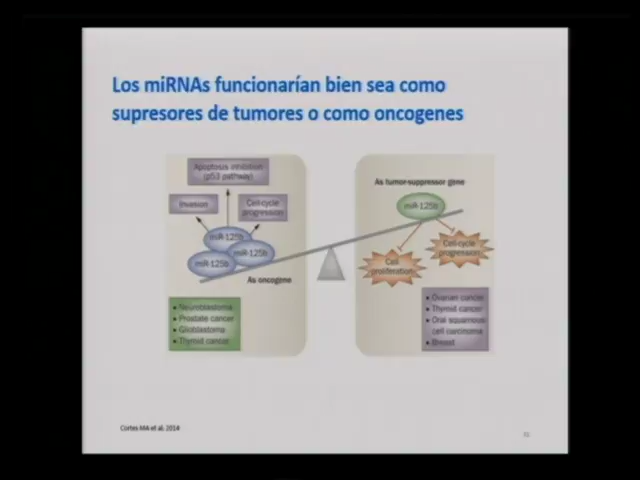 Los miRNAs funcionarían bien sea como
supresores de tumores o como oncogenes
Apoptosis inhibition
(p53 pathway)
Invasion
Cell-cycle
progression
miR-125b
miR-125b
miR-125b
As oncogene
• Neuroblastoma
• Prostate cancer
• Glioblastoma
• Thyroid cancer
As tumor-suppressor gene
miR-125b
Cell
proliferation
Cell-cycle
progression
• Ovarian cancer
• Thyroid cancer
• Oral squamous
cell carcinoma
• Breast
Cortes MA et al. 2014